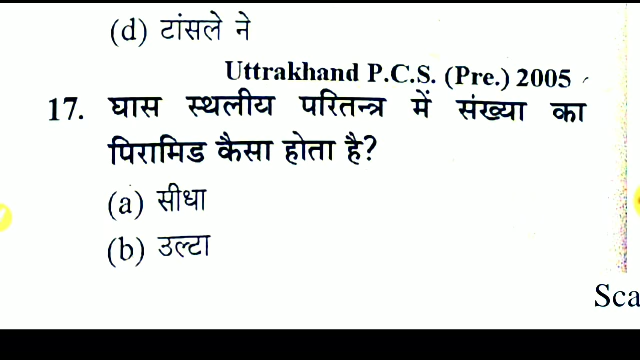 (d) टांसले ने
Uttrakhand P.C.S. (Pre.) 2005
17. घास स्थलीय परितन्त्र में संख्या का
पिरामिड कैसा होता है?
(a) सीधा
(b) उल्टा
Sca